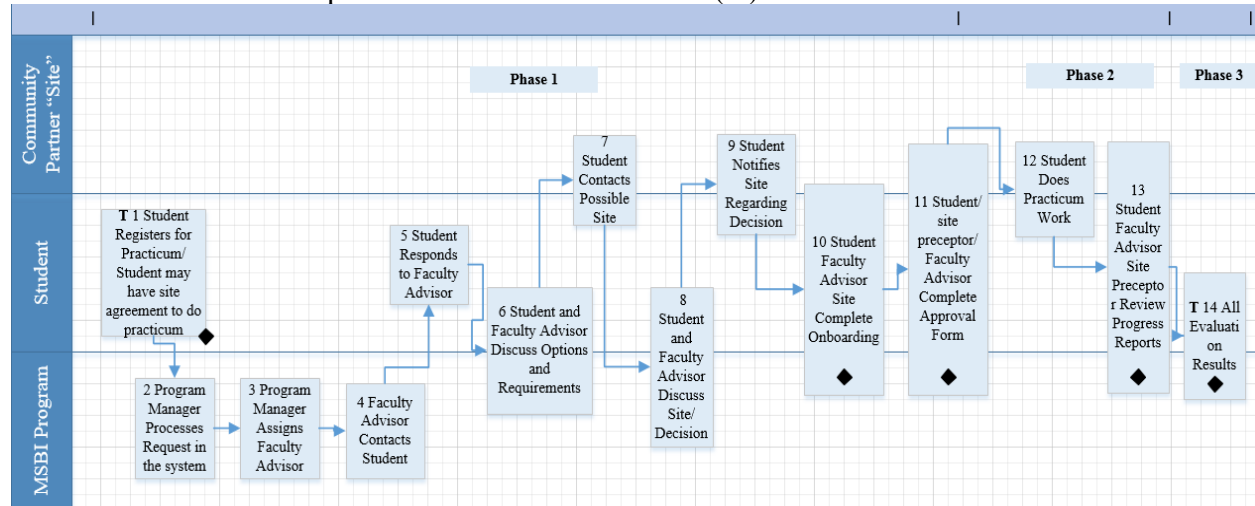 Phase 1
Phase 2
Phase 3
Community
Partner “Site”
Student
MSBI Program
T 1 Student
Registers for
Practicum/
Student may
have site
agreement to do
practicum
2 Program
Manager
Processes
Request in
the system
3 Program
Manager
Assigns
Faculty
Advisor
4 Faculty
Advisor
Contacts
Student
5 Student
Responds
to Faculty
Advisor
6 Student and
Faculty Advisor
Discuss Options
and
Requirements
7
Student
Contacts
Possible
Site
8
Student
and
Faculty
Advisor
Discuss
Site/
Decision
9 Student
Notifies
Site
Regarding
Decision
10 Student
Faculty
Advisor
Site
Complete
Onboarding
11 Student/
site
preceptor/
Faculty
Advisor
Complete
Approval
Form
12 Student
Does
Practicum
Work
13
Student
Faculty
Advisor
Site
Precepto
r Review
Progress
Reports
T 14 All
Evaluati
on
Results